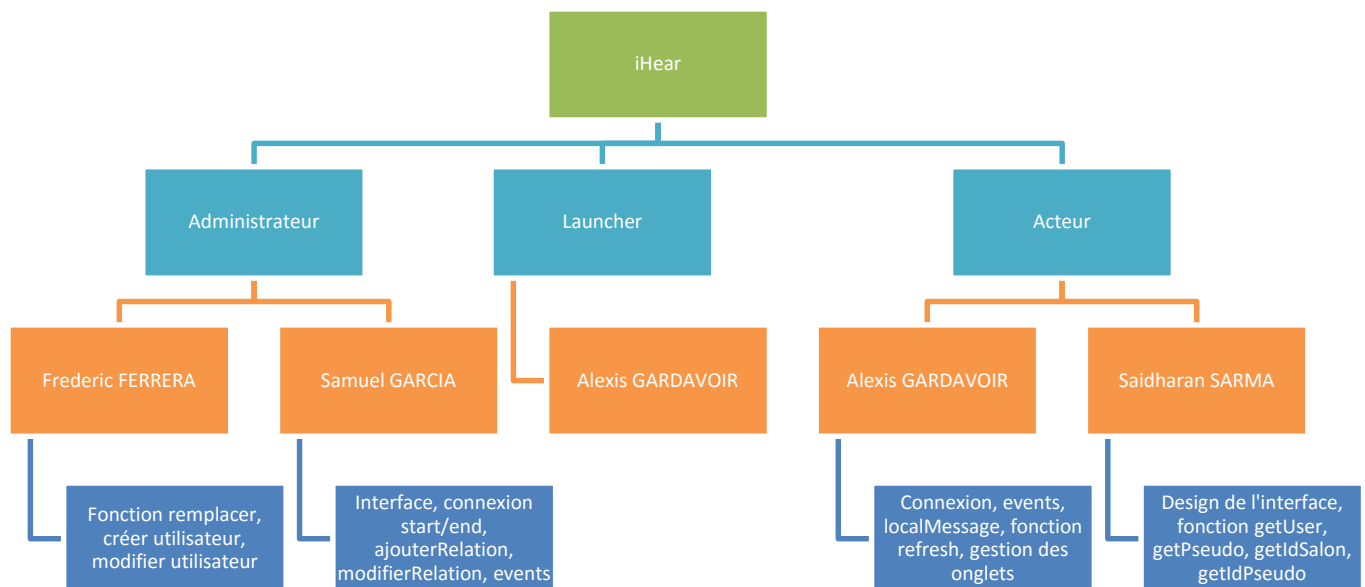 iHear
Administrateur
Launcher
Acteur
Frederic FERRERA
Samuel GARCIA
Alexis GARDAVOIR
Alexis GARDAVOIR
Saidharan SARMA
Fonction remplacer,
créer utilisateur,
modifier utilisateur
Interface, connexion
start/end,
ajouterRelation,
modifierRelation, events
Connexion, events,
localMessage, fonction
refresh, gestion des
onglets
Design de l'interface,
fonction getUser,
getPseudo, getIdSalon,
getIdPseudo